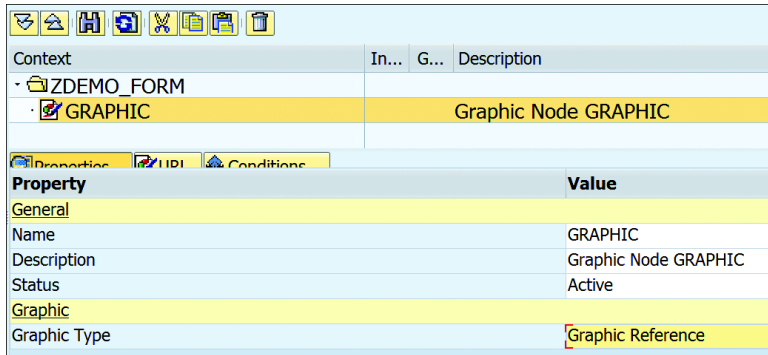 Context In... G... Description
ZDEMO_FORM
GRAPHIC Graphic Node GRAPHIC
Properties URL Conditions
Property Value
General
Name GRAPHIC
Description Graphic Node GRAPHIC
Status Active
Graphic
Graphic Type Graphic Reference